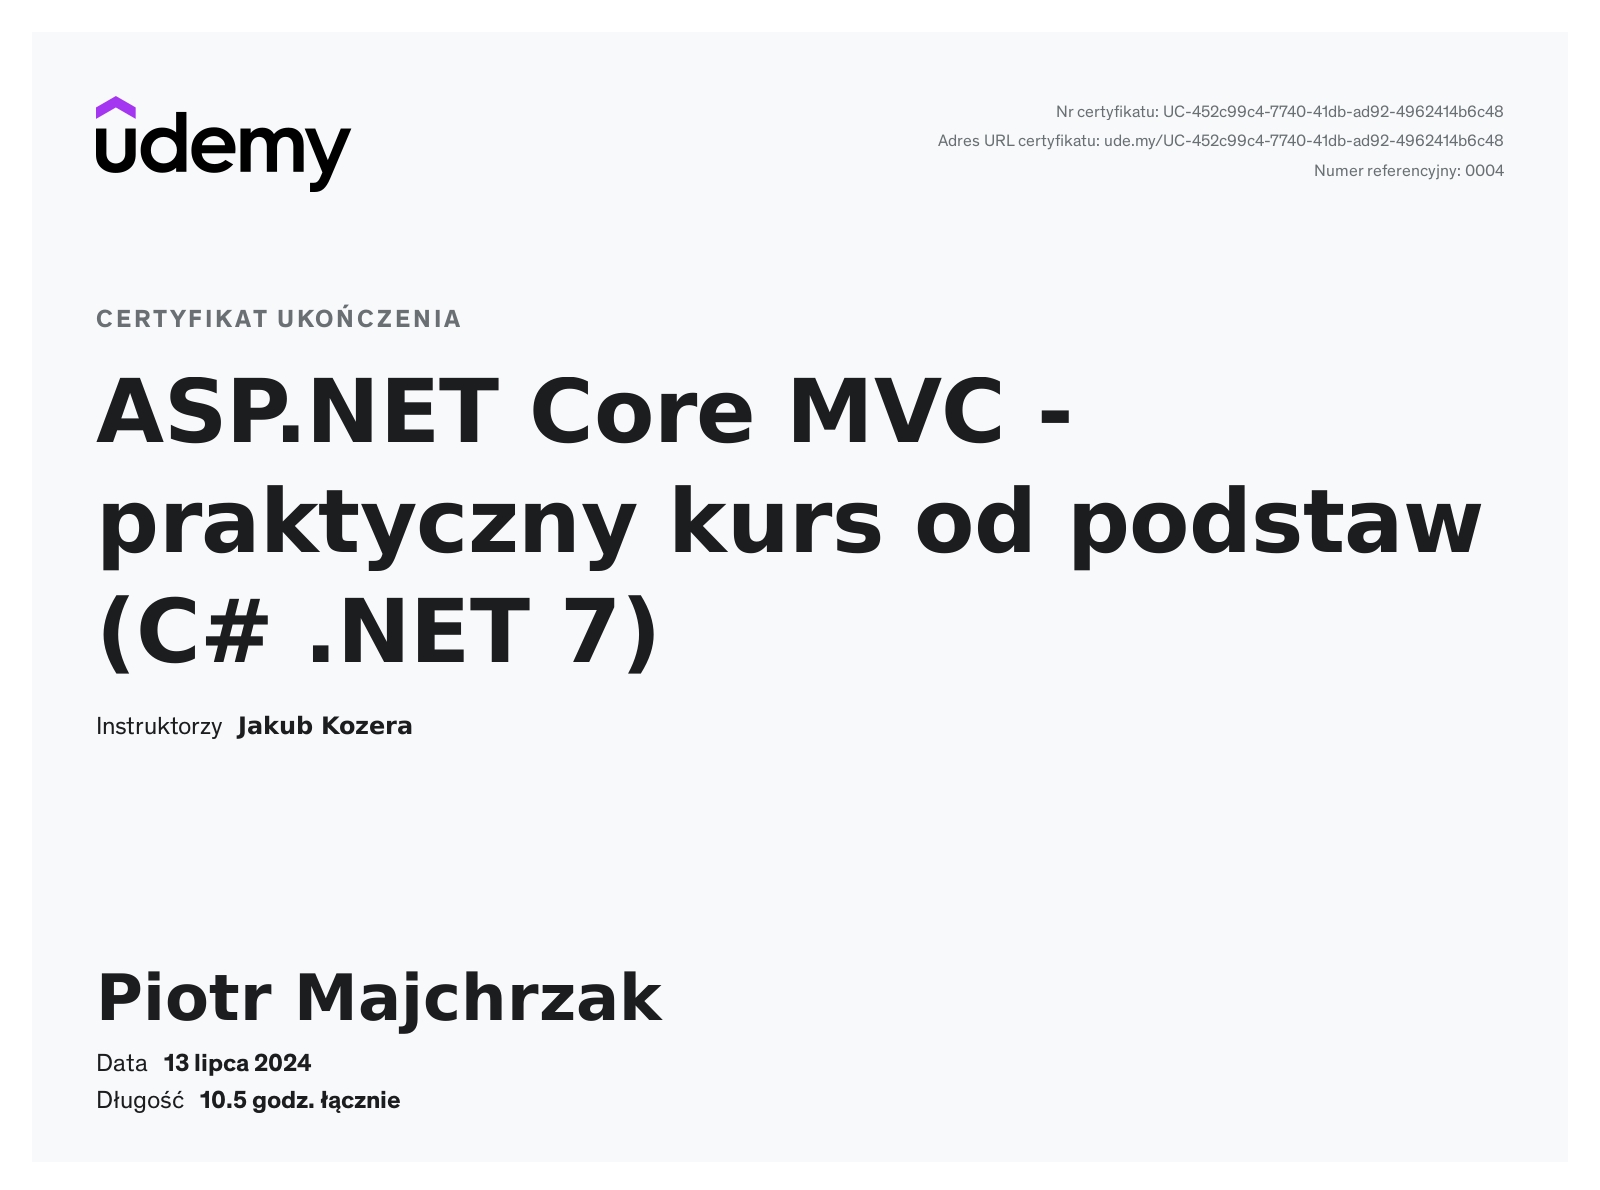 udemy
Nr certyfikatu: UC-452c99c4-7740-41db-ad92-4962414b6c48
Adres URL certyfikatu: ude.my/UC-452c99c4-7740-41db-ad92-4962414b6c48
Numer referencyjny: 0004
CERTYFIKAT UKOŃCZENIA
ASP.NET Core MVC -
praktyczny kurs od podstaw
(C# .NET 7)
Instruktorzy Jakub Kozera
Piotr Majchrzak
Data 13 lipca 2024
Długość 10.5 godz. łącznie